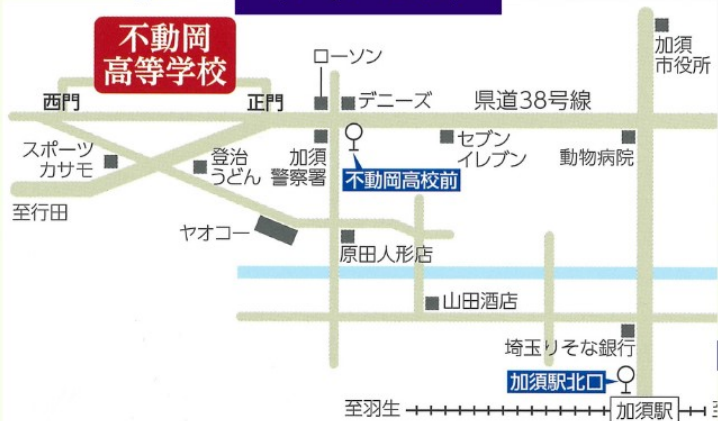 不動岡
高等学校
西門
正門
ローソン
デニーズ
県道38号線
加須
市役所
スポーツ
カサモ
登治
うどん
加須
警察署
不動岡高校前
セブン
イレブン
動物病院
至行田
ヤオコー
原田人形店
山田酒店
埼玉りそな銀行
加須駅北口
至羽生
加須駅